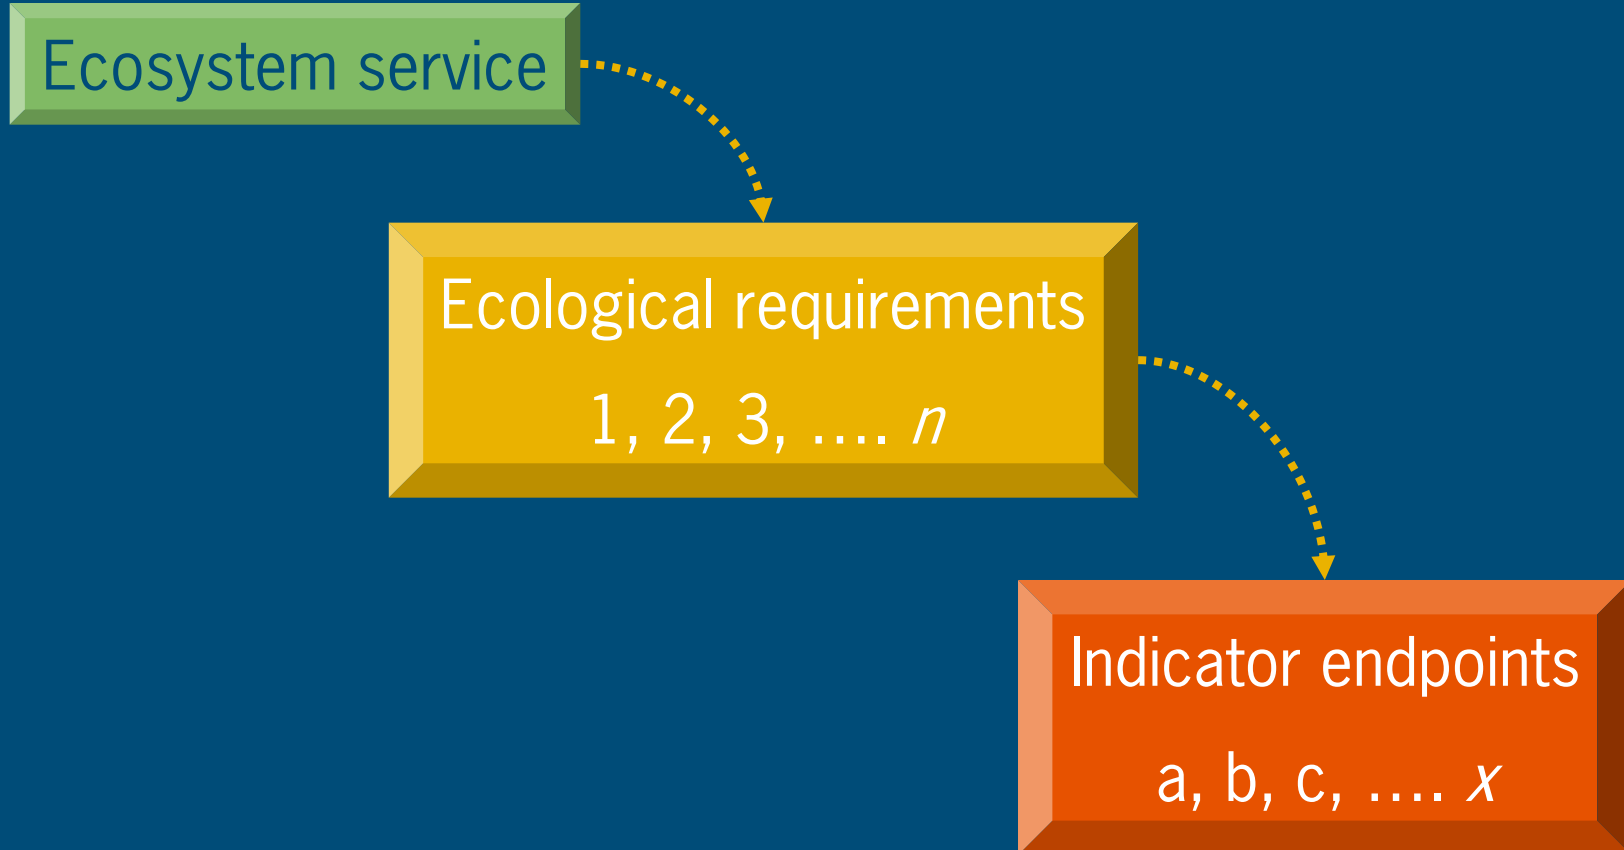 Ecosystem service
Ecological requirements
1, 2, 3, .... n
Indicator endpoints
a, b, c, .... x